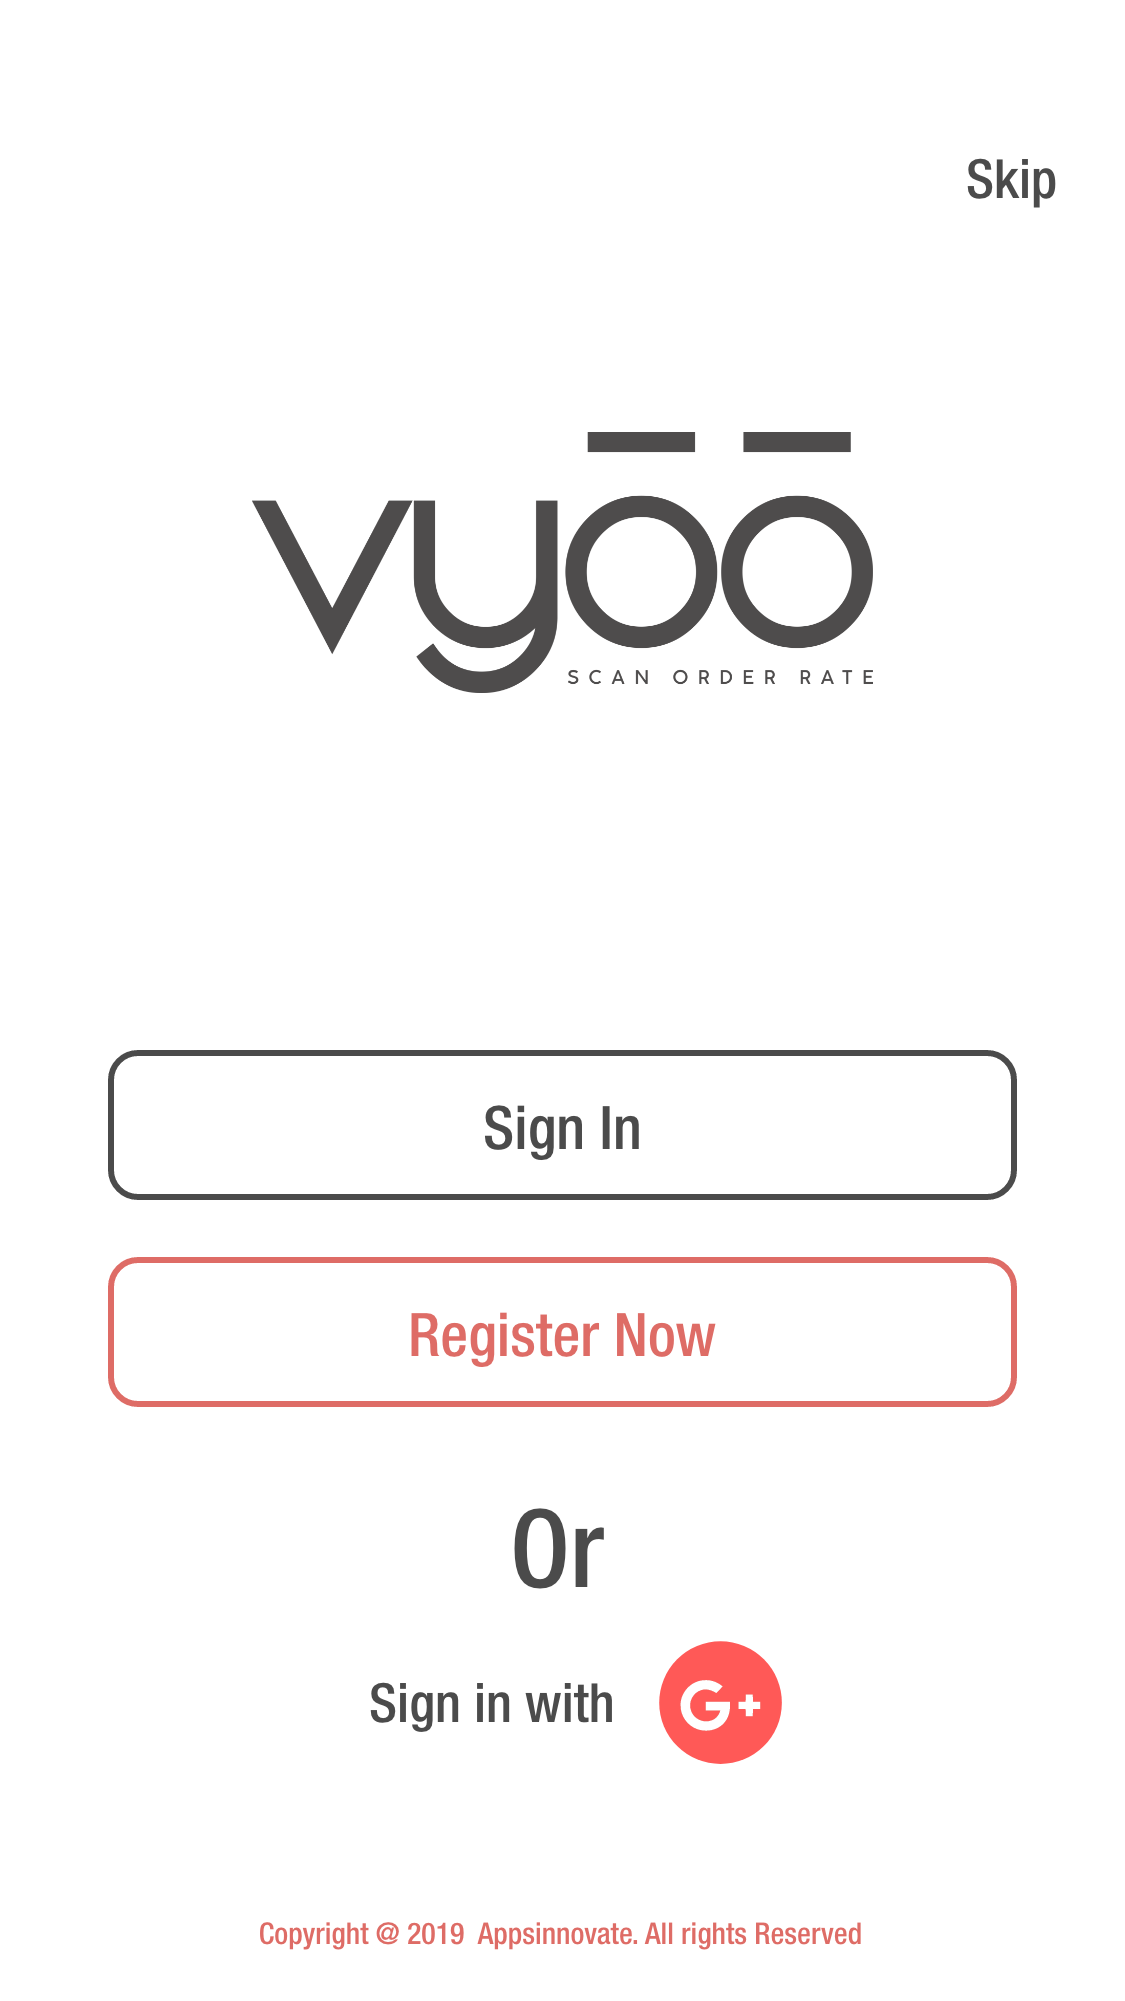 Skip
vyōō
SCAN ORDER RATE
Sign In
Register Now
Or
Sign in with G+
Copyright @ 2019 Appsinnovate. All rights Reserved